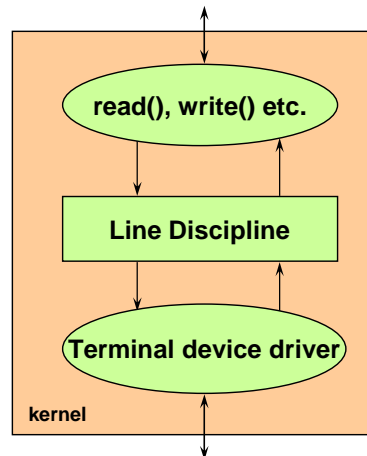 read(), write() etc.
Line Discipline
Terminal device driver
kernel